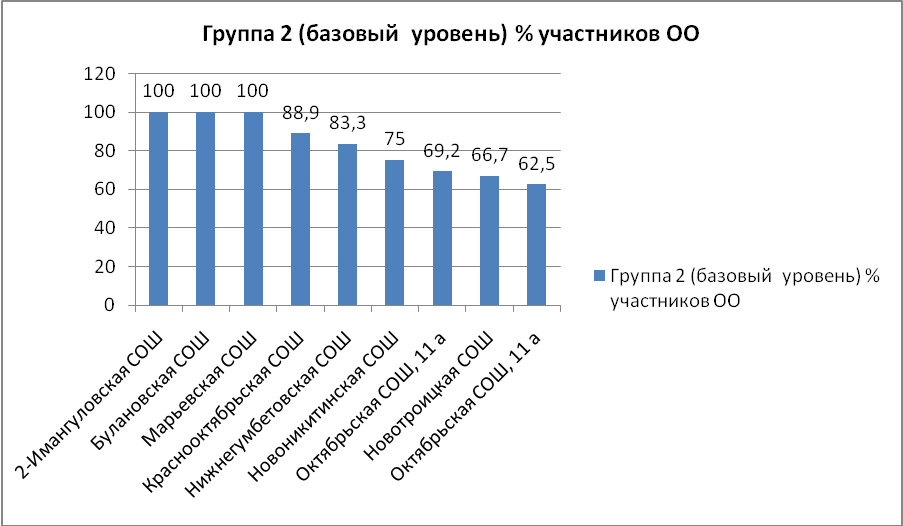 Группа 2 (базовый уровень) % участников ОО
120
100
80
60
40
20
0
100
100
100
88,9
83,3
75
69,2
66,7
62,5
2-Имангуловская СОШ
Булановская СОШ
Марьевская СОШ
Краснооктябрьская СОШ
Нижнегумбетовская СОШ
Новоникитинская СОШ
Октябрьская СОШ, 11 а
Новотроицкая СОШ
Октябрьская СОШ, 11 а
Группа 2 (базовый уровень) %
участников ОО